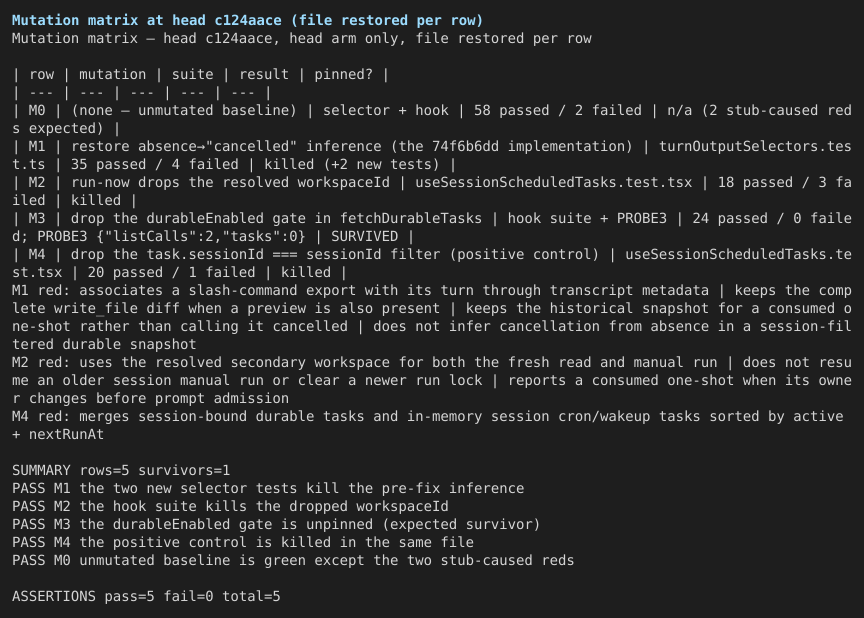 Mutation matrix at head c124aace (file restored per row)
Mutation matrix — head c124aace, head arm only, file restored per row

| row | mutation | suite | result | pinned? |
| --- | --- | --- | --- | --- |
| M0 | (none — unmutated baseline) | selector + hook | 58 passed / 2 failed | n/a (2 stub-caused red
s expected) |
| M1 | restore absence→"cancelled" inference (the 74f6b6dd implementation) | turnOutputSelectors.tes
t.ts | 35 passed / 4 failed | killed (+2 new tests) |
| M2 | run-now drops the resolved workspaceId | useSessionScheduledTasks.test.tsx | 18 passed / 3 fa
iled | killed |
| M3 | drop the durableEnabled gate in fetchDurableTasks | hook suite + PROBE3 | 24 passed / 0 faile
d; PROBE3 {"listCalls":2,"tasks":0} | SURVIVED |
| M4 | drop the task.sessionId === sessionId filter (positive control) | useSessionScheduledTasks.te
st.tsx | 20 passed / 1 failed | killed |
M1 red: associates a slash-command export with its turn through transcript metadata | keeps the comp
lete write_file diff when a preview is also present | keeps the historical snapshot for a consumed o
ne-shot rather than calling it cancelled | does not infer cancellation from absence in a session-fil
tered durable snapshot
M2 red: uses the resolved secondary workspace for both the fresh read and manual run | does not resu
me an older session manual run or clear a newer run lock | reports a consumed one-shot when its owne
r changes before prompt admission
M4 red: merges session-bound durable tasks and in-memory session cron/wakeup tasks sorted by active
+ nextRunAt

SUMMARY rows=5 survivors=1
PASS M1 the two new selector tests kill the pre-fix inference
PASS M2 the hook suite kills the dropped workspaceId
PASS M3 the durableEnabled gate is unpinned (expected survivor)
PASS M4 the positive control is killed in the same file
PASS M0 unmutated baseline is green except the two stub-caused reds

ASSERTIONS pass=5 fail=0 total=5